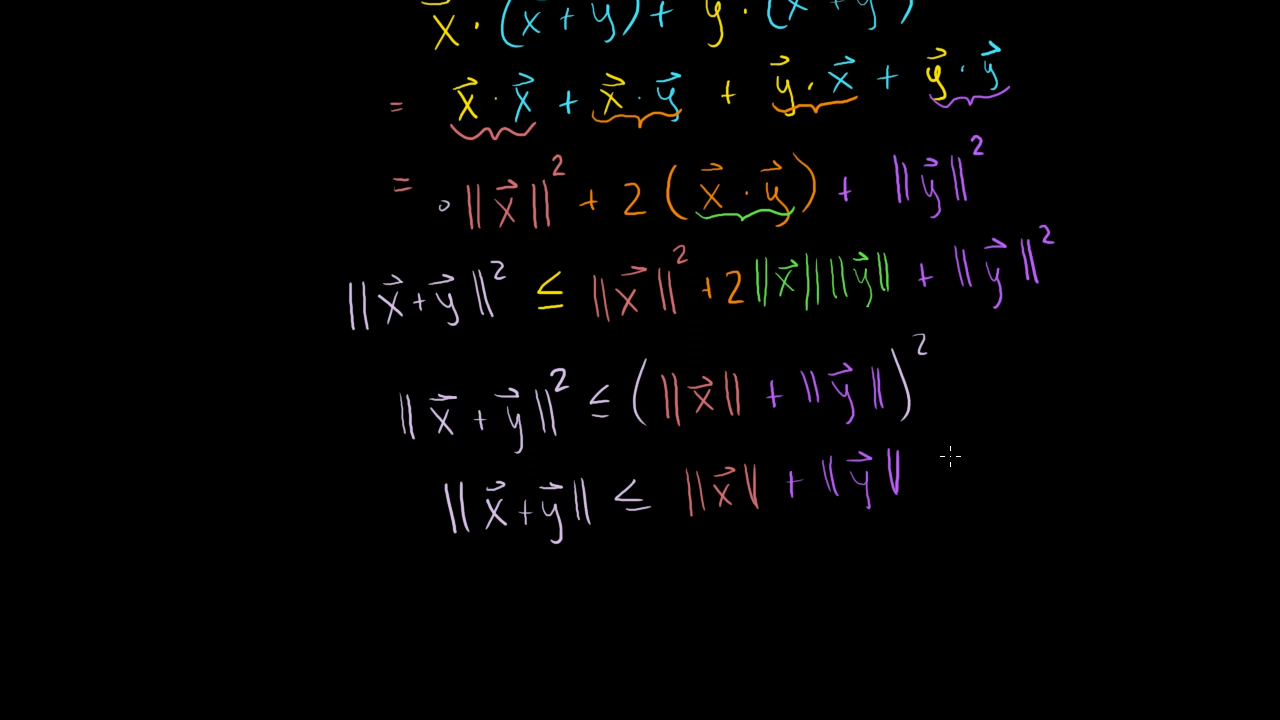 x⃗ · (x + y) + y · (x + y)
= x⃗ · x⃗ + x⃗ · y⃗ + y⃗ · x⃗ + y⃗ · y⃗
= ||x⃗||² + 2(x⃗ · y⃗) + ||y⃗||²
||x⃗ + y⃗||² ≤ ||x⃗||² + 2||x⃗||||y⃗|| + ||y⃗||²
||x⃗ + y⃗||² ≤ (||x⃗|| + ||y⃗||)²
||x⃗ + y⃗|| ≤ ||x⃗|| + ||y⃗||